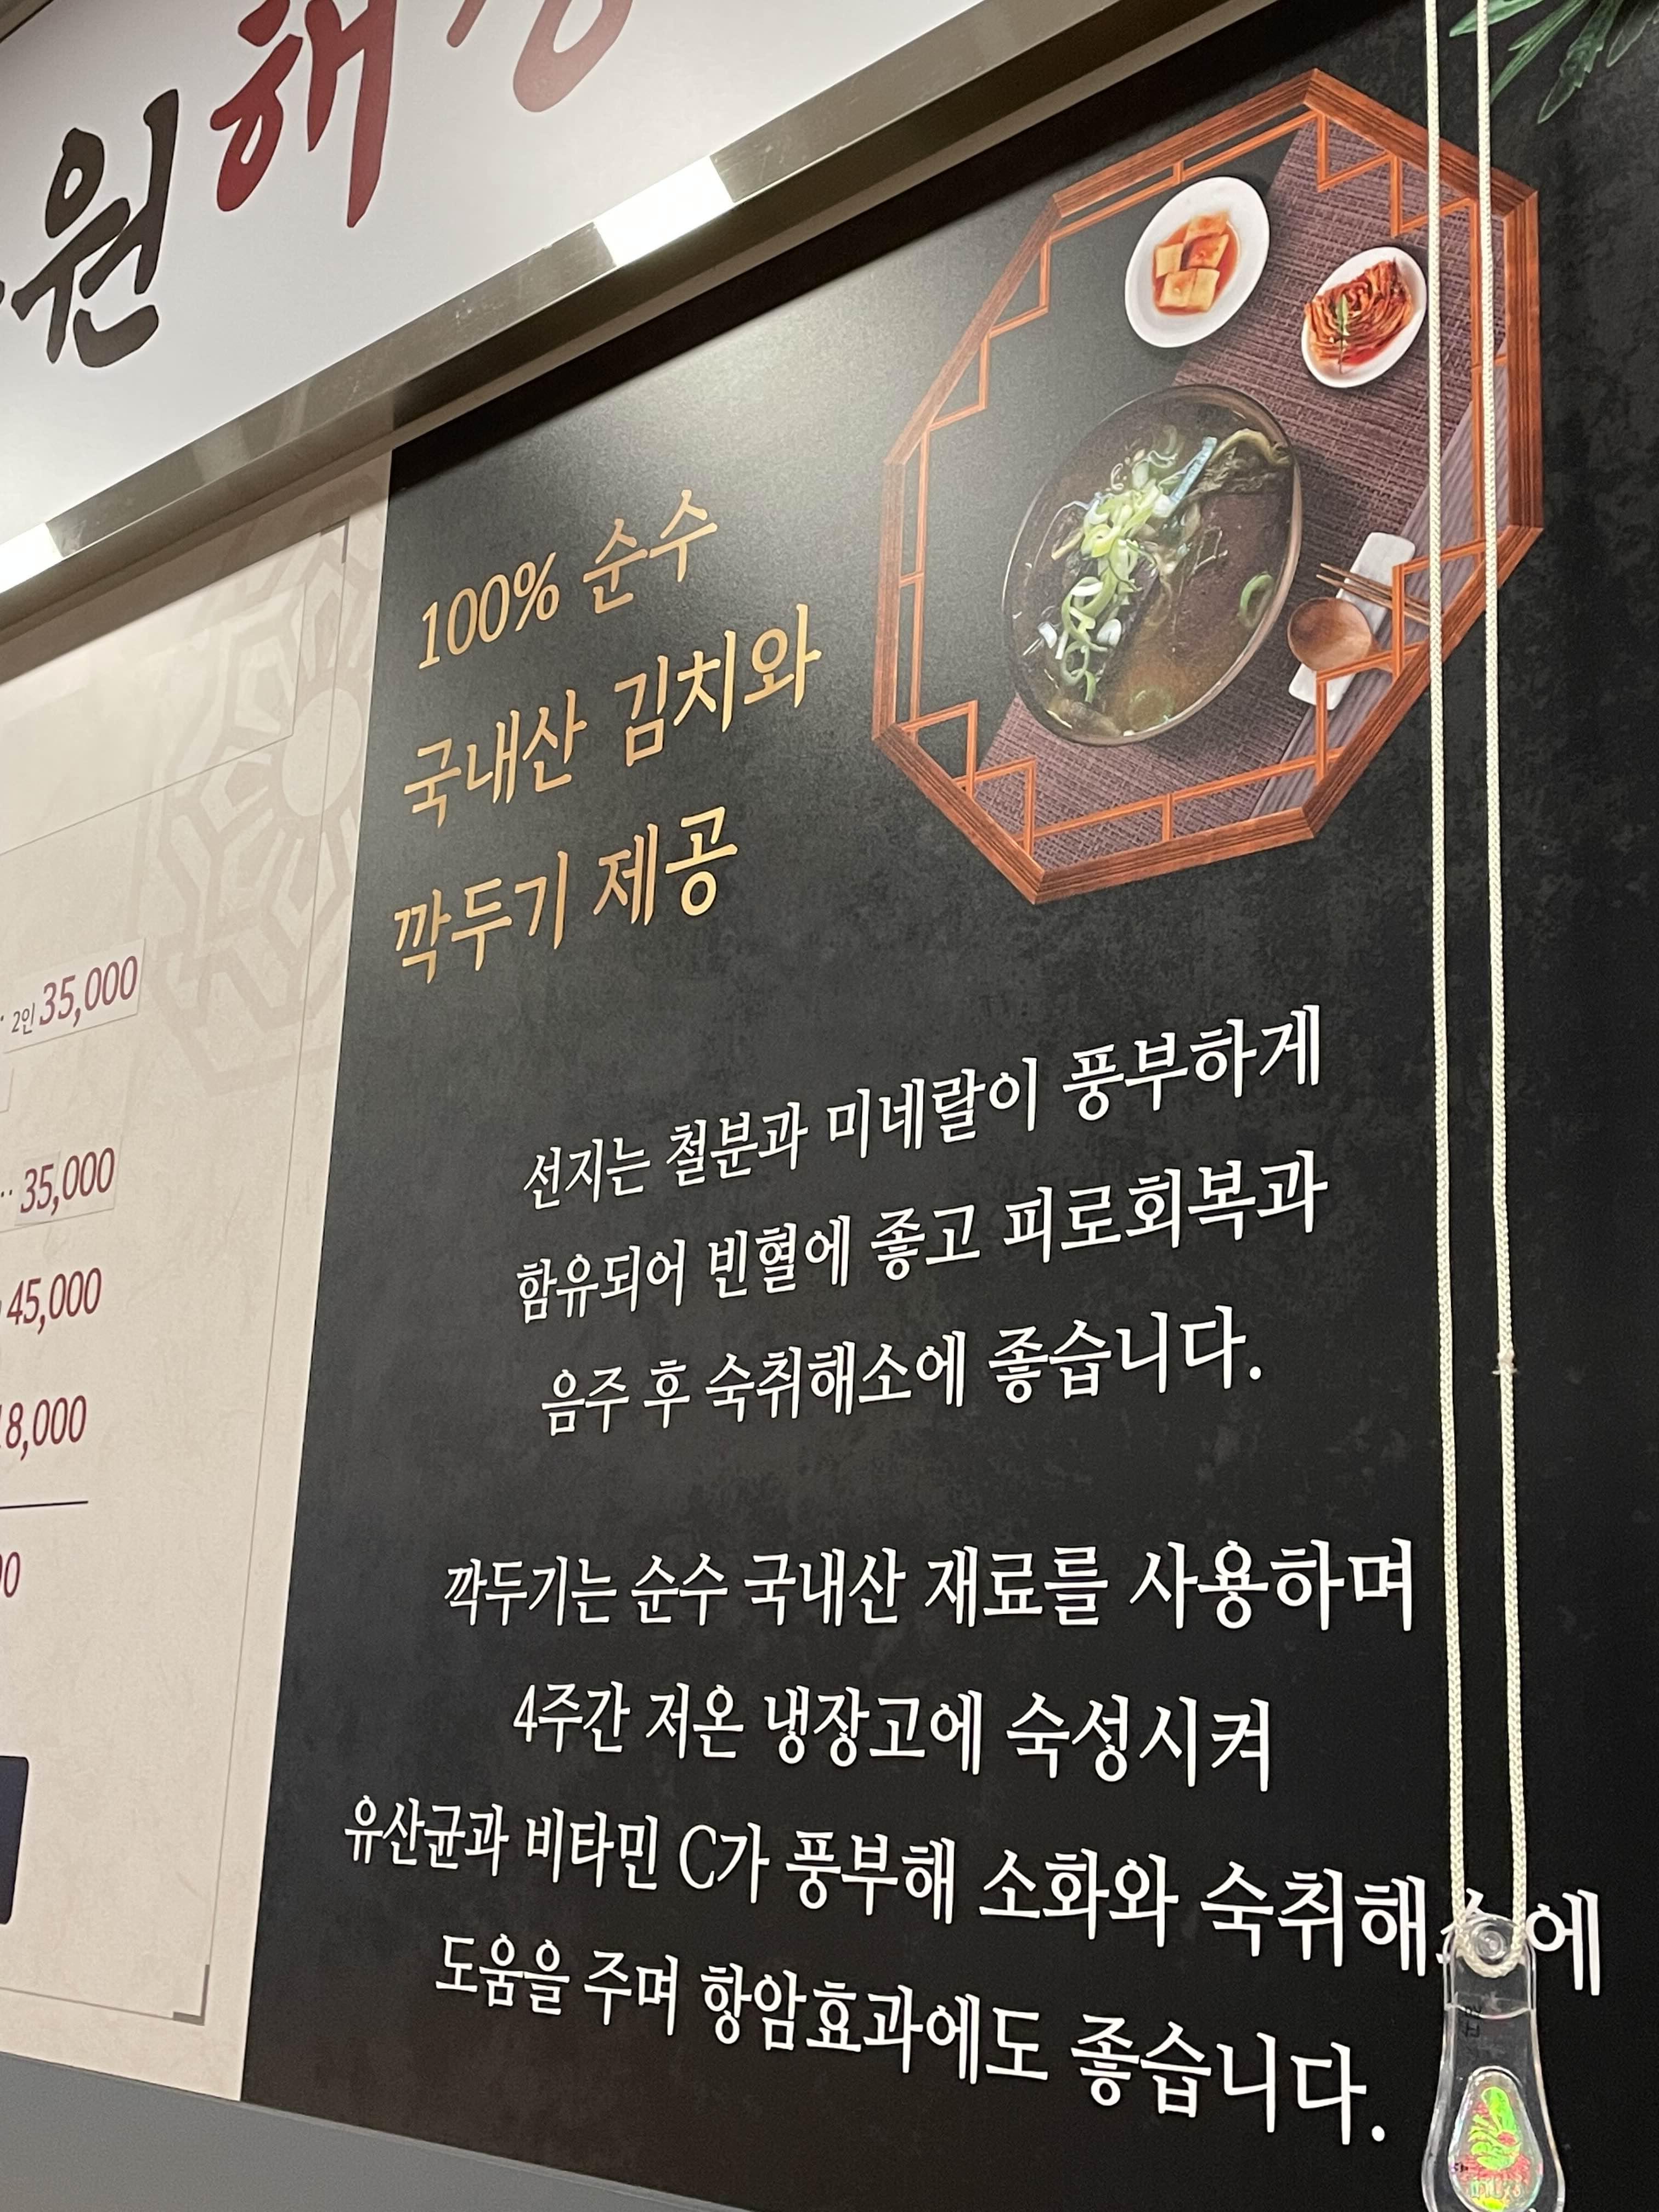 원해
2인 35,000
35,000
45,000
18,000
100% 순수
국내산 김치와
깍두기 제공
선지는 철분과 미네랄이 풍부하게
함유되어 빈혈에 좋고 피로회복과
음주 후 숙취해소에 좋습니다.
깍두기는 순수 국내산 재료를 사용하며
4주간 저온 냉장고에 숙성시켜
유산균과 비타민 C가 풍부해 소화와 숙취해소에
도움을 주며 항암효과에도 좋습니다.